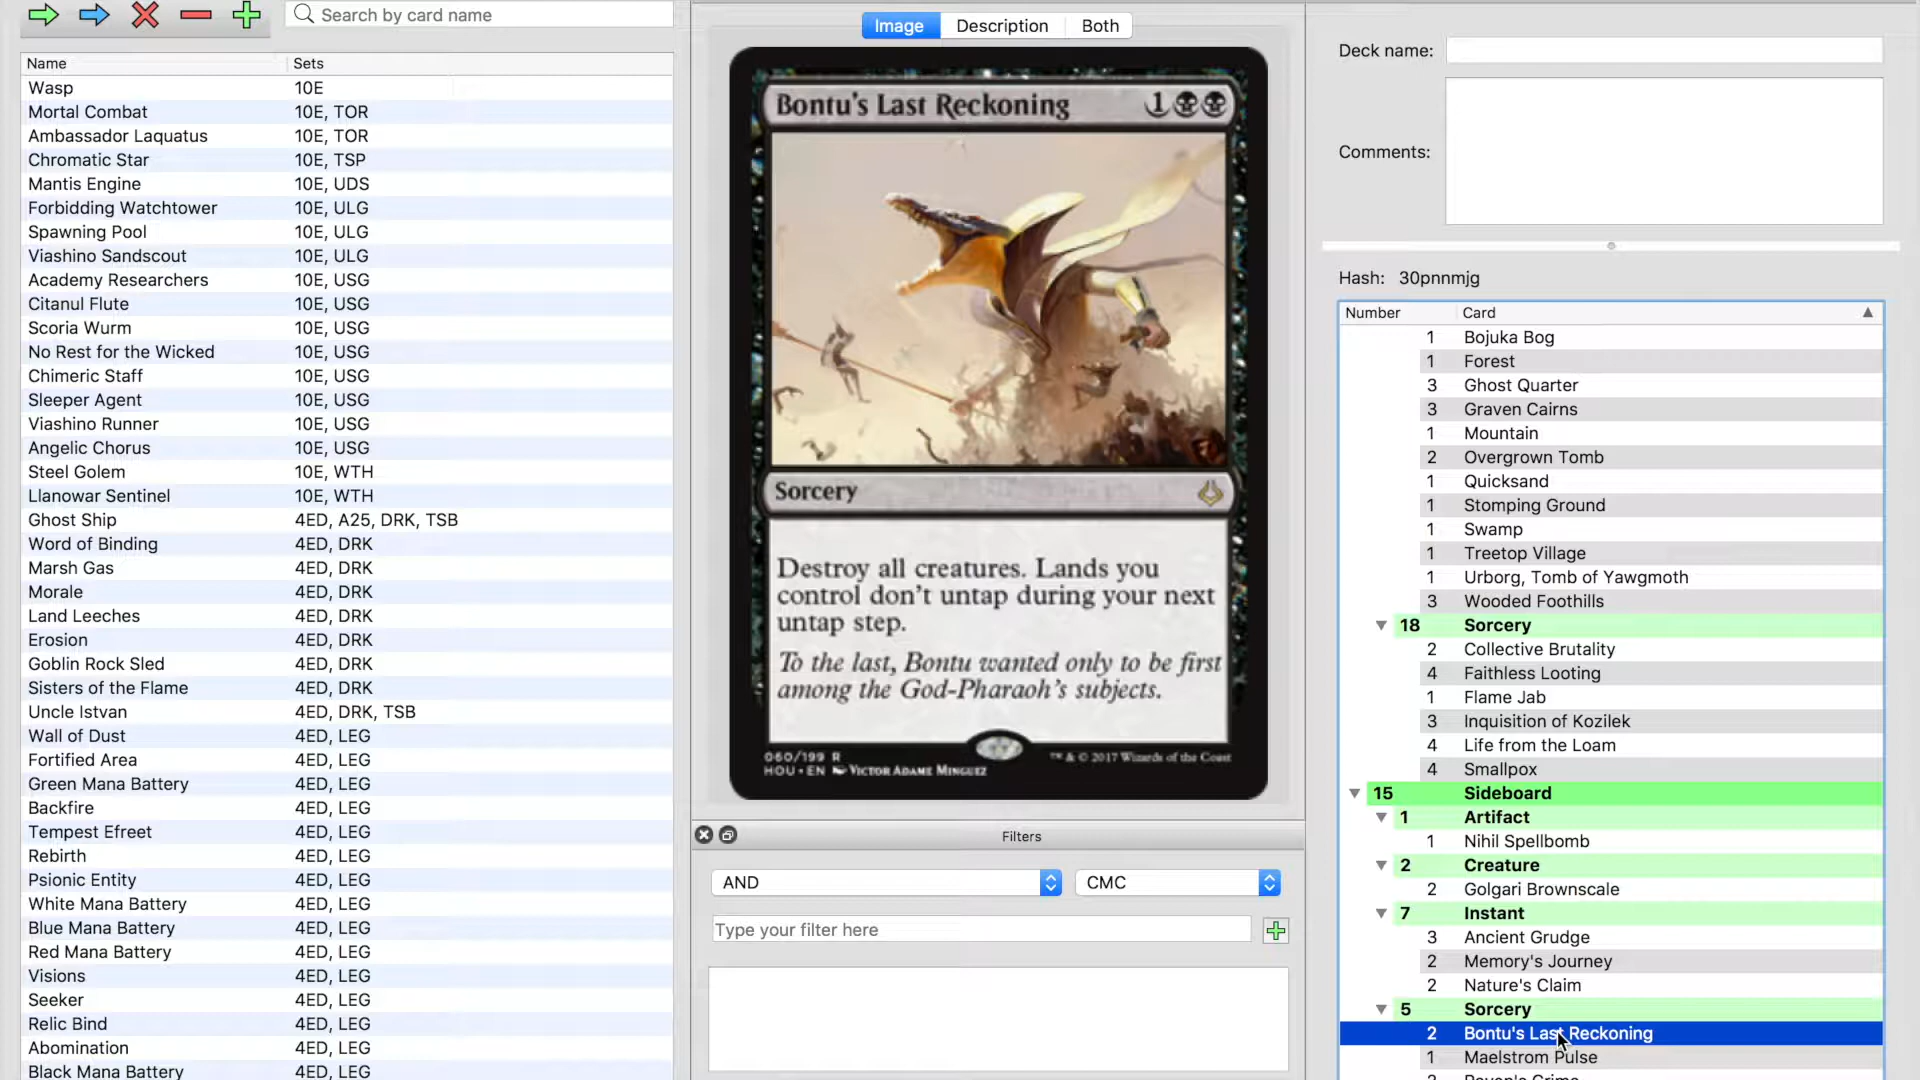 Search by card name
Name Sets
Wasp 10E
Mortal Combat 10E, TOR
Ambassador Laquatus 10E, TOR
Chromatic Star 10E, TSP
Mantis Engine 10E, UDS
Forbidding Watchtower 10E, ULG
Spawning Pool 10E, ULG
Viashino Sandscout 10E, ULG
Academy Researchers 10E, USG
Citanul Flute 10E, USG
Scoria Wurm 10E, USG
No Rest for the Wicked 10E, USG
Chimeric Staff 10E, USG
Sleeper Agent 10E, USG
Viashino Runner 10E, USG
Angelic Chorus 10E, USG
Steel Golem 10E, WTH
Llanowar Sentinel 10E, WTH
Ghost Ship 4ED, A25, DRK, TSB
Word of Binding 4ED, DRK
Marsh Gas 4ED, DRK
Morale 4ED, DRK
Land Leeches 4ED, DRK
Erosion 4ED, DRK
Goblin Rock Sled 4ED, DRK
Sisters of the Flame 4ED, DRK
Uncle Istvan 4ED, DRK, TSB
Wall of Dust 4ED, LEG
Fortified Area 4ED, LEG
Green Mana Battery 4ED, LEG
Backfire 4ED, LEG
Tempest Efreet 4ED, LEG
Rebirth 4ED, LEG
Psionic Entity 4ED, LEG
White Mana Battery 4ED, LEG
Blue Mana Battery 4ED, LEG
Red Mana Battery 4ED, LEG
Visions 4ED, LEG
Seeker 4ED, LEG
Relic Bind 4ED, LEG
Abomination 4ED, LEG
Black Mana Battery 4ED, LEG
Image Description Both
Bontu's Last Reckoning 1
Sorcery
Destroy all creatures. Lands you
control don't untap during your next
untap step.
To the last, Bontu wanted only to be first
among the God-Pharaoh's subjects.
060/199 R
HOU • EN Victor Adame Minguez
™ & © 2017 Wizards of the Coast
Filters
AND CMC
Type your filter here
Deck name:
Comments:
Hash: 30pnnmjg
Number Card
1 Bojuka Bog
1 Forest
3 Ghost Quarter
3 Graven Cairns
1 Mountain
2 Overgrown Tomb
1 Quicksand
1 Stomping Ground
1 Swamp
1 Treetop Village
1 Urborg, Tomb of Yawgmoth
3 Wooded Foothills
18 Sorcery
2 Collective Brutality
4 Faithless Looting
1 Flame Jab
3 Inquisition of Kozilek
4 Life from the Loam
4 Smallpox
15 Sideboard
1 Artifact
1 Nihil Spellbomb
2 Creature
2 Golgari Brownscale
7 Instant
3 Ancient Grudge
2 Memory's Journey
2 Nature's Claim
5 Sorcery
2 Bontu's Last Reckoning
1 Maelstrom Pulse